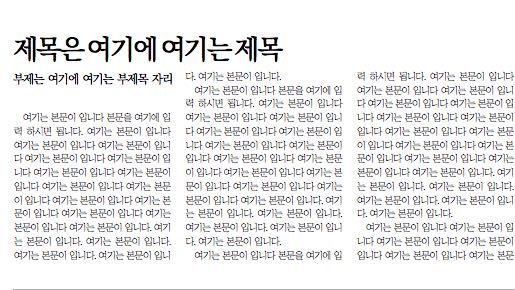 제목은 여기에 여기는 제목
부제는 여기에 여기는 부제목 자리
여기는 본문이 입니다 본문을 여기에 입
력 하시면 됩니다. 여기는 본문이 입니다
여기는 본문이 입니다 여기는 본문이 입니
다 여기는 본문이 입니다 여기는 본문이 입
니다 여기는 본문이 입니다 여기는 본문이
입니다 여기는 본문이 입니다 여기는 본문
이 입니다 여기는 본문이 입니다 여기는 본
문이 입니다 여기는 본문이 입니다 여기는
본문이 입니다 여기는 본문이 입니다. 여기
는 본문이 입니다. 여기는 본문이 입니다.
여기는 본문이 입니다. 여기는 본문이 입니
다. 여기는 본문이 입니다.
여기는 본문이 입니다 본문을 여기에 입
력 하시면 됩니다. 여기는 본문이 입니다
여기는 본문이 입니다 여기는 본문이 입니
다 여기는 본문이 입니다 여기는 본문이 입
니다 여기는 본문이 입니다 여기는 본문이
입니다 여기는 본문이 입니다 여기는 본문
이 입니다 여기는 본문이 입니다 여기는 본
문이 입니다 여기는 본문이 입니다 여기는
본문이 입니다 여기는 본문이 입니다. 여기
는 본문이 입니다. 여기는 본문이 입니다.
여기는 본문이 입니다. 여기는 본문이 입니
다. 여기는 본문이 입니다.
여기는 본문이 입니다 본문을 여기에 입
력 하시면 됩니다. 여기는 본문이 입니다
여기는 본문이 입니다 여기는 본문이 입니
다 여기는 본문이 입니다 여기는 본문이 입
니다 여기는 본문이 입니다 여기는 본문이
입니다 여기는 본문이 입니다 여기는 본문
이 입니다 여기는 본문이 입니다 여기는 본
문이 입니다 여기는 본문이 입니다 여기는
본문이 입니다 여기는 본문이 입니다. 여기
는 본문이 입니다. 여기는 본문이 입니다.
여기는 본문이 입니다. 여기는 본문이 입니
다. 여기는 본문이 입니다.
여기는 본문이 입니다 여기는 본문이 입
니다 여기는 본문이 입니다 여기는 본문이
입니다 여기는 본문이 입니다 여기는 본문